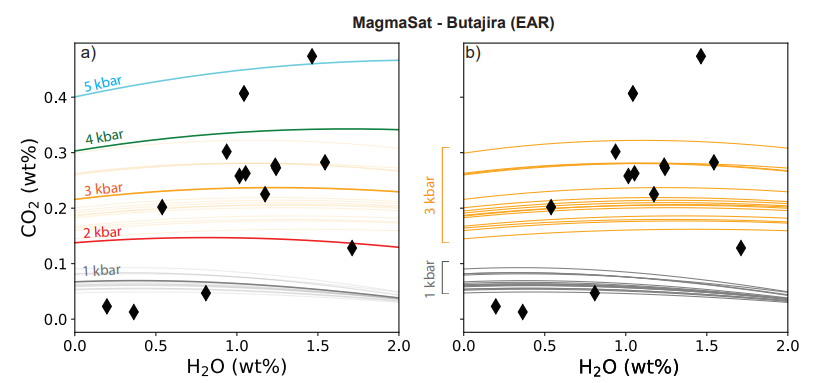 MagmaSat - Butajira (EAR)
a)
b)
5 kbar
4 kbar
3 kbar
2 kbar
1 kbar
3 kbar
1 kbar
CO₂ (wt%)
0.4
0.3
0.2
0.1
0.0
0.0 0.5 1.0 1.5 2.0
0.0 0.5 1.0 1.5 2.0
H₂O (wt%)
H₂O (wt%)